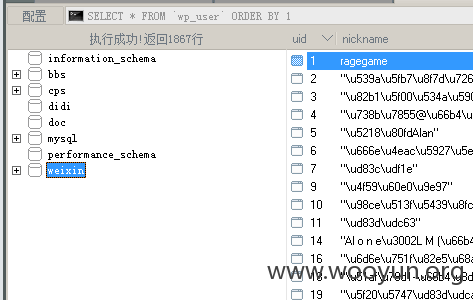 配置
SELECT * FROM `wp_user` ORDER BY 1
执行成功!返回1867行
information_schema
bbs
cps
didi
doc
mysql
performance_schema
weixin
uid nickname
1 ragegame
2 "\u539a\u5fb7\u8f7d\u726
3 "\u82b1\u5f00\u534a\u590
4 "\u738b\u7855@\u66b4\u
5 "\u5218\u80fdAlan"
6 "\u666e\u4eac\u5927\u5e
7 "\ud83c\udf1e"
9 "\u4f59\u60e0\u9e97"
10 "\u98ce\u513f\u5439\u8fc
11 "\ud83d\udc63"
14 "Al o n e\u3002L M (\u66b4
16 "\u6d6e\u751f\u82e5\u68a
18
19 "\u5f20\u5747\ud83d\udca
www.wooyun.org